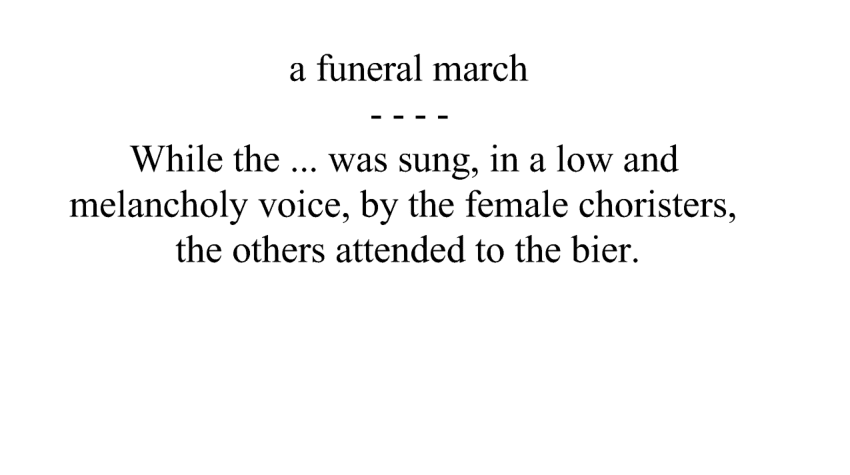 a funeral march
- - - -
While the ... was sung, in a low and
melancholy voice, by the female choristers,
the others attended to the bier.